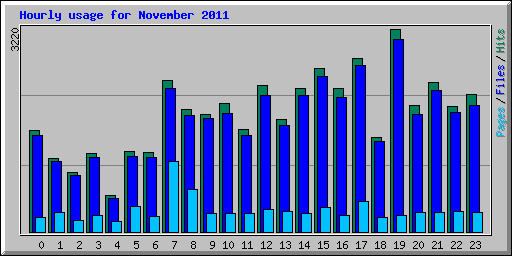 Hourly usage for November 2011
3220
Pages / Files / Hits
0 1 2 3 4 5 6 7 8 9 10 11 12 13 14 15 16 17 18 19 20 21 22 23